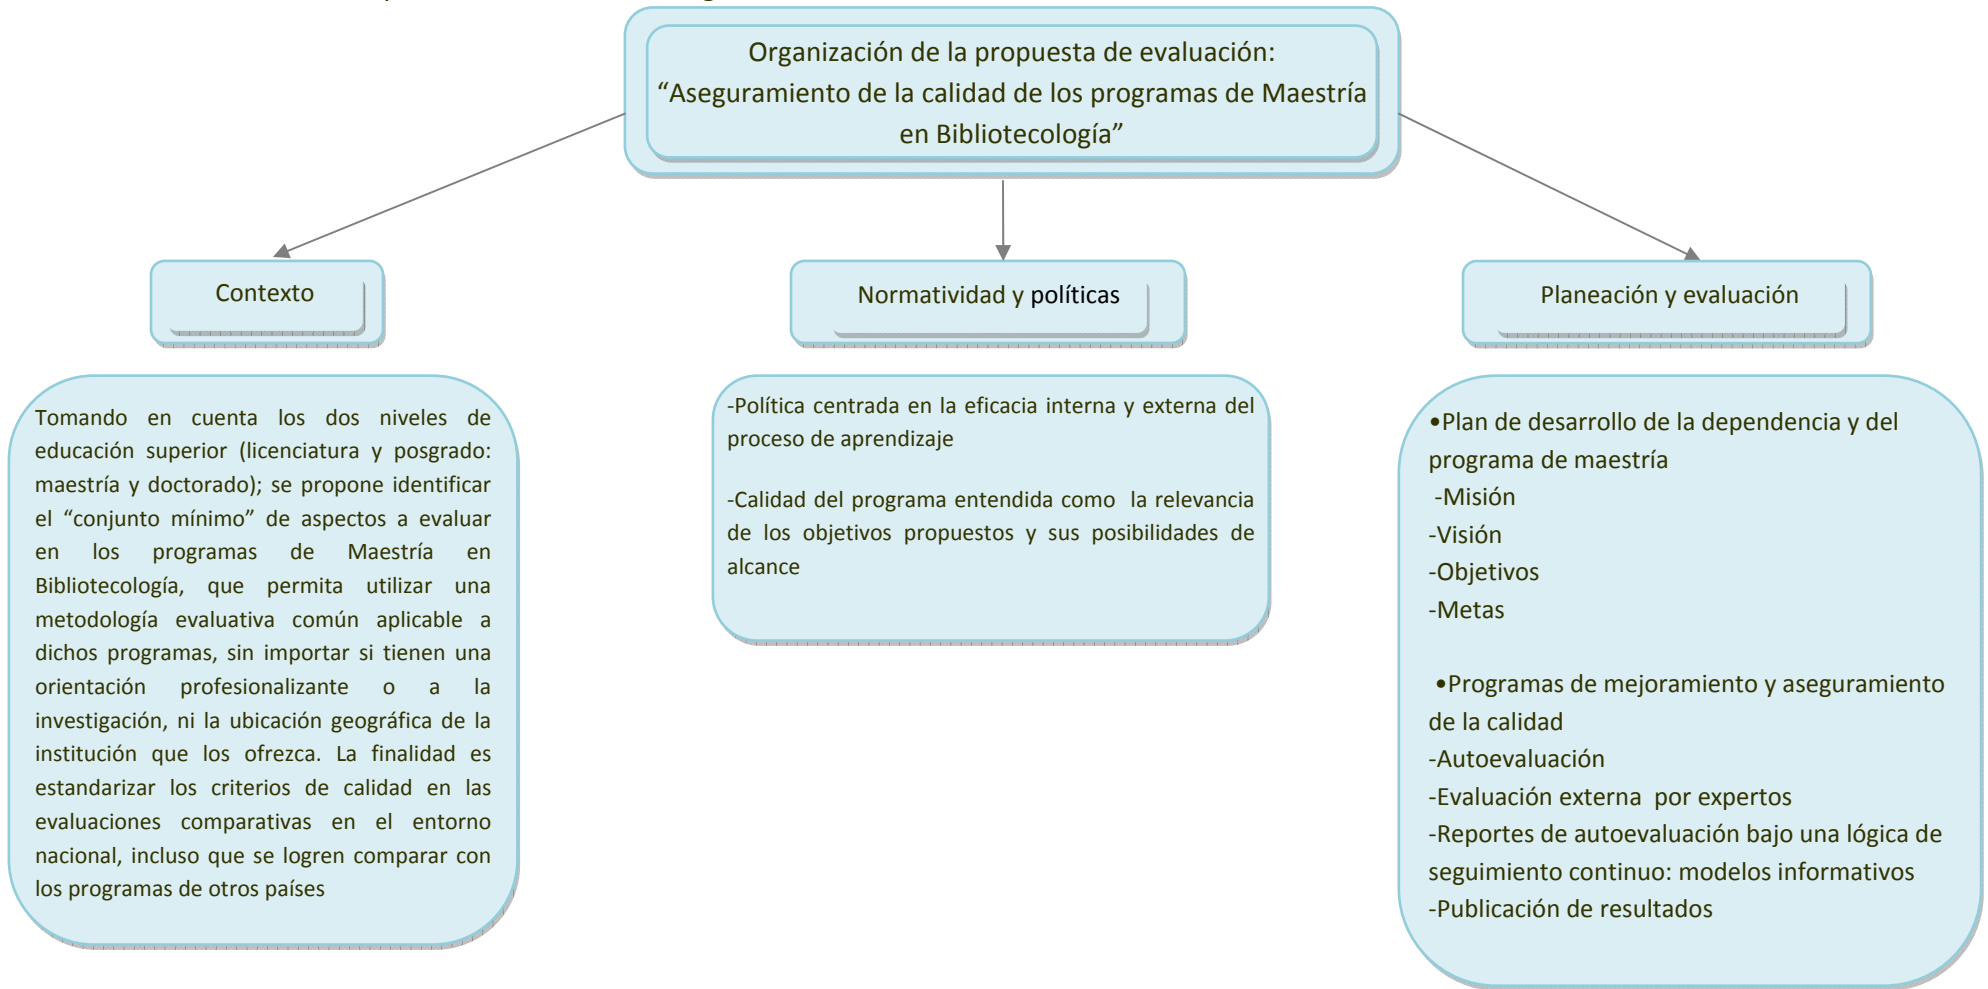 Organización de la propuesta de evaluación:
“Aseguramiento de la calidad de los programas de Maestría
en Bibliotecología”
Contexto
Normatividad y políticas
Planeación y evaluación
Tomando en cuenta los dos niveles de
educación superior (licenciatura y posgrado:
maestría y doctorado); se propone identificar
el “conjunto mínimo” de aspectos a evaluar
en los programas de Maestría en
Bibliotecología, que permita utilizar una
metodología evaluativa común aplicable a
dichos programas, sin importar si tienen una
orientación profesionalizante o a la
investigación, ni la ubicación geográfica de la
institución que los ofrezca. La finalidad es
estandarizar los criterios de calidad en las
evaluaciones comparativas en el entorno
nacional, incluso que se logren comparar con
los programas de otros países
-Política centrada en la eficacia interna y externa del
proceso de aprendizaje
-Calidad del programa entendida como la relevancia
de los objetivos propuestos y sus posibilidades de
alcance
•Plan de desarrollo de la dependencia y del
programa de maestría
-Misión
-Visión
-Objetivos
-Metas
•Programas de mejoramiento y aseguramiento
de la calidad
-Autoevaluación
-Evaluación externa por expertos
-Reportes de autoevaluación bajo una lógica de
seguimiento continuo: modelos informativos
-Publicación de resultados